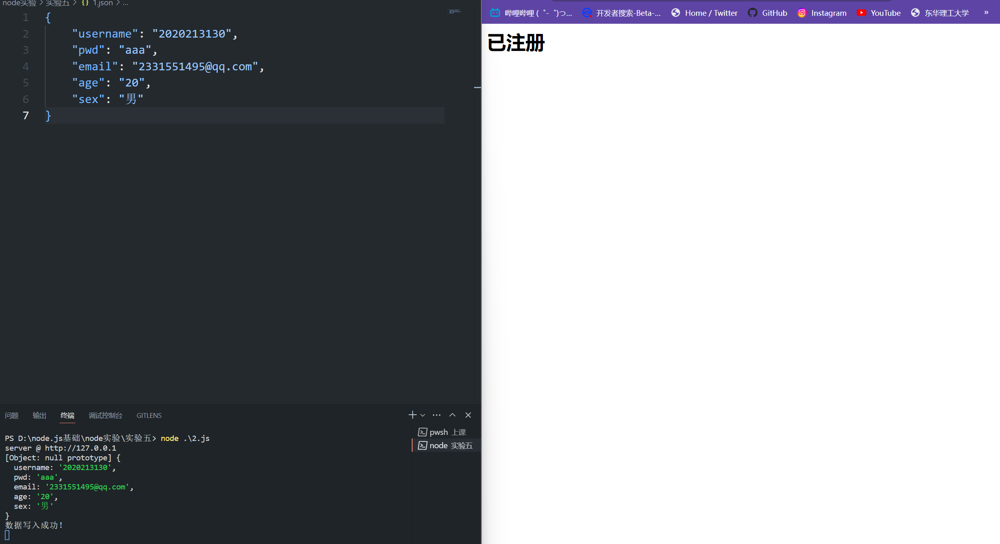 node实验 > 实验五 > {} 1.json > ...
1 {
2 "username": "2020213130",
3 "pwd": "aaa",
4 "email": "2331551495@qq.com",
5 "age": "20",
6 "sex": "男"
7 }
问题 输出 终端 调试控制台 GITLENS
PS D:\node.js基础\node实验\实验五> node .\2.js
server @ http://127.0.0.1
[Object: null prototype] {
username: '2020213130',
pwd: 'aaa',
email: '2331551495@qq.com',
age: '20',
sex: '男'
}
数据写入成功!
pwsh 上课
node 实验五
哔哩哔哩 ( ゜- ゜)つ... 开发者搜索-Beta-... Home / Twitter GitHub Instagram YouTube 东华理工大学 »
已注册